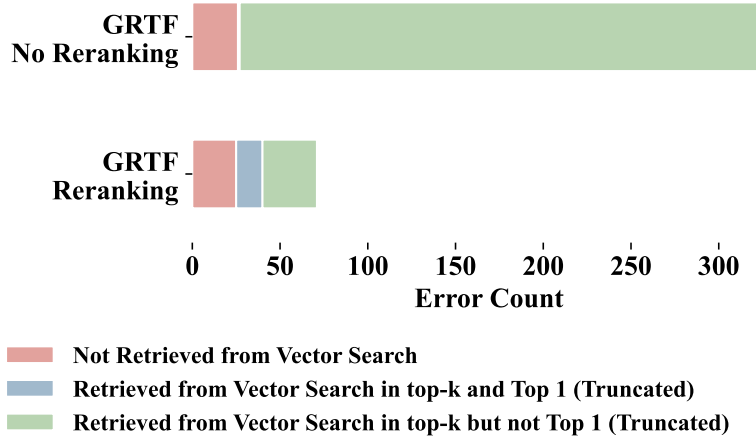 GRTF
No Reranking
GRTF
Reranking
0 50 100 150 200 250 300
Error Count
Not Retrieved from Vector Search
Retrieved from Vector Search in top-k and Top 1 (Truncated)
Retrieved from Vector Search in top-k but not Top 1 (Truncated)